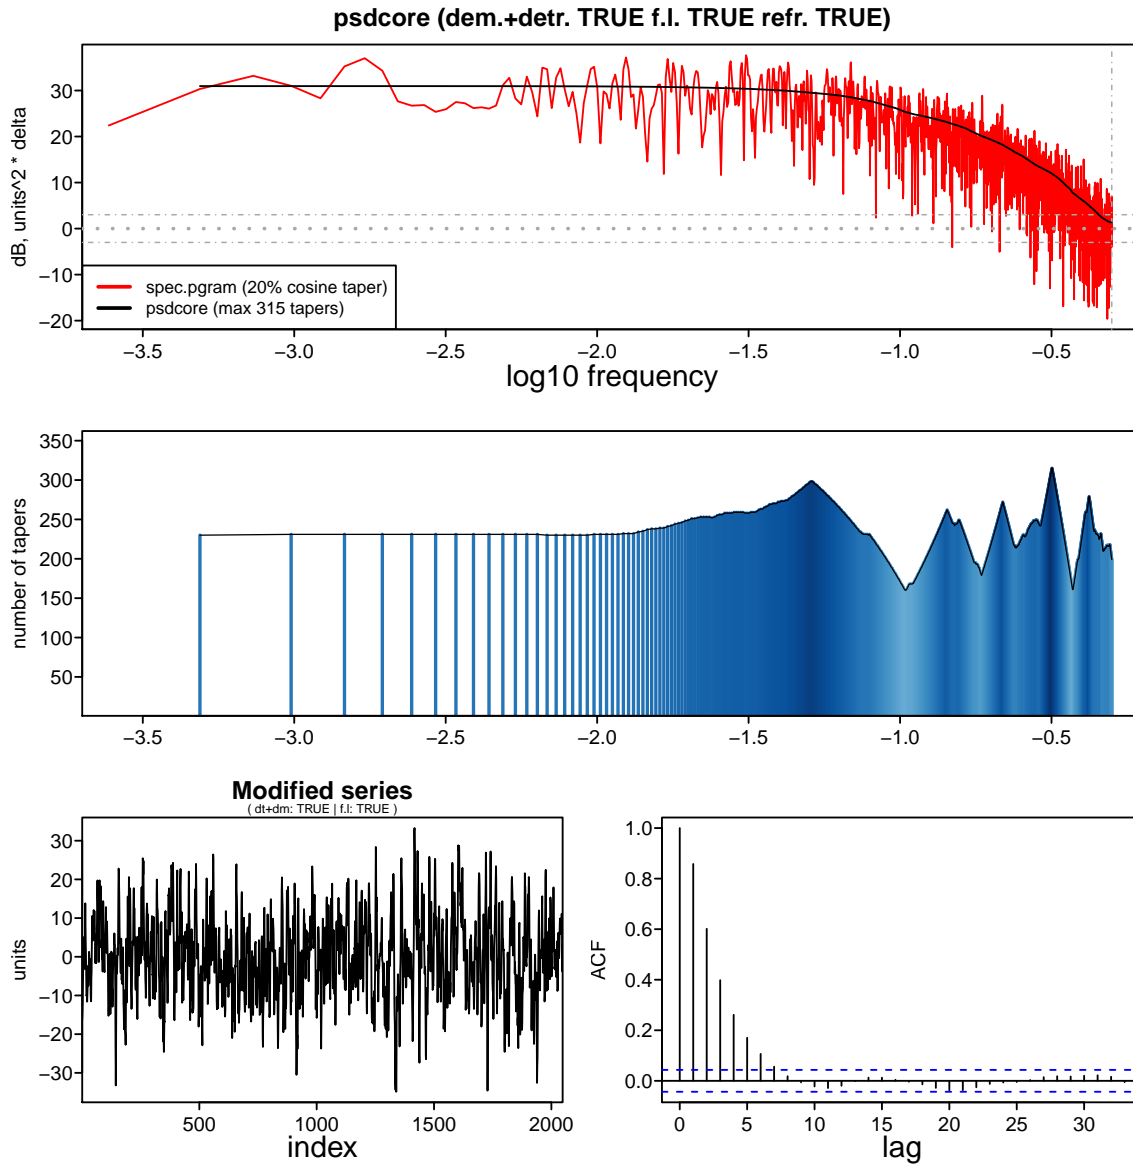 psdcore (dem.+detr. TRUE f.l. TRUE refr. TRUE)
dB, units^2 * delta
30
20
10
0
−10
−20
spec.pgram (20% cosine taper)
psdcore (max 315 tapers)
−3.5 −3.0 −2.5 −2.0 −1.5 −1.0 −0.5
log10 frequency
number of tapers
350
300
250
200
150
100
50
−3.5 −3.0 −2.5 −2.0 −1.5 −1.0 −0.5
Modified series
( dt+dm: TRUE | f.l: TRUE )
units
30
20
10
0
−10
−20
−30
500 1000 1500 2000
index
ACF
1.0
0.8
0.6
0.4
0.2
0.0
0 5 10 15 20 25 30
lag